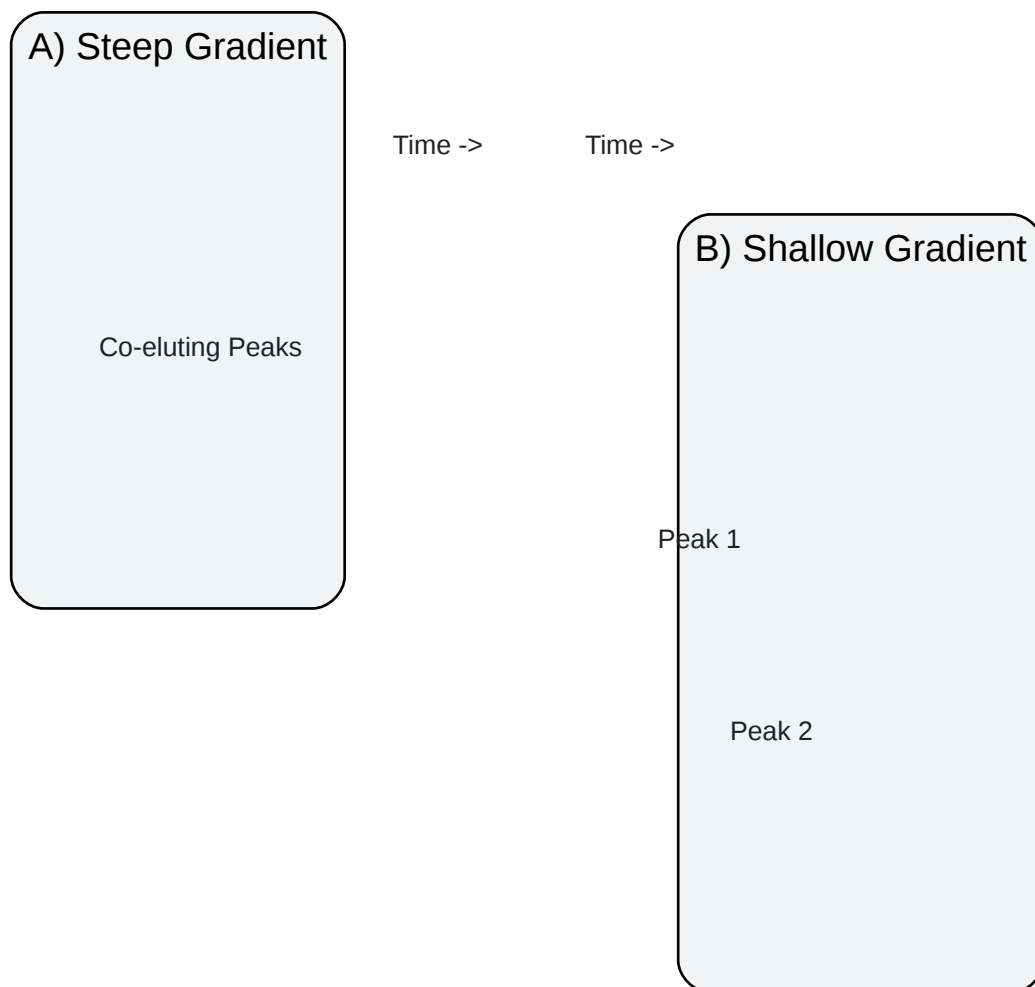 A) Steep Gradient
Time ->
Time ->
B) Shallow Gradient
Co-eluting Peaks
Peak 1
Peak 2